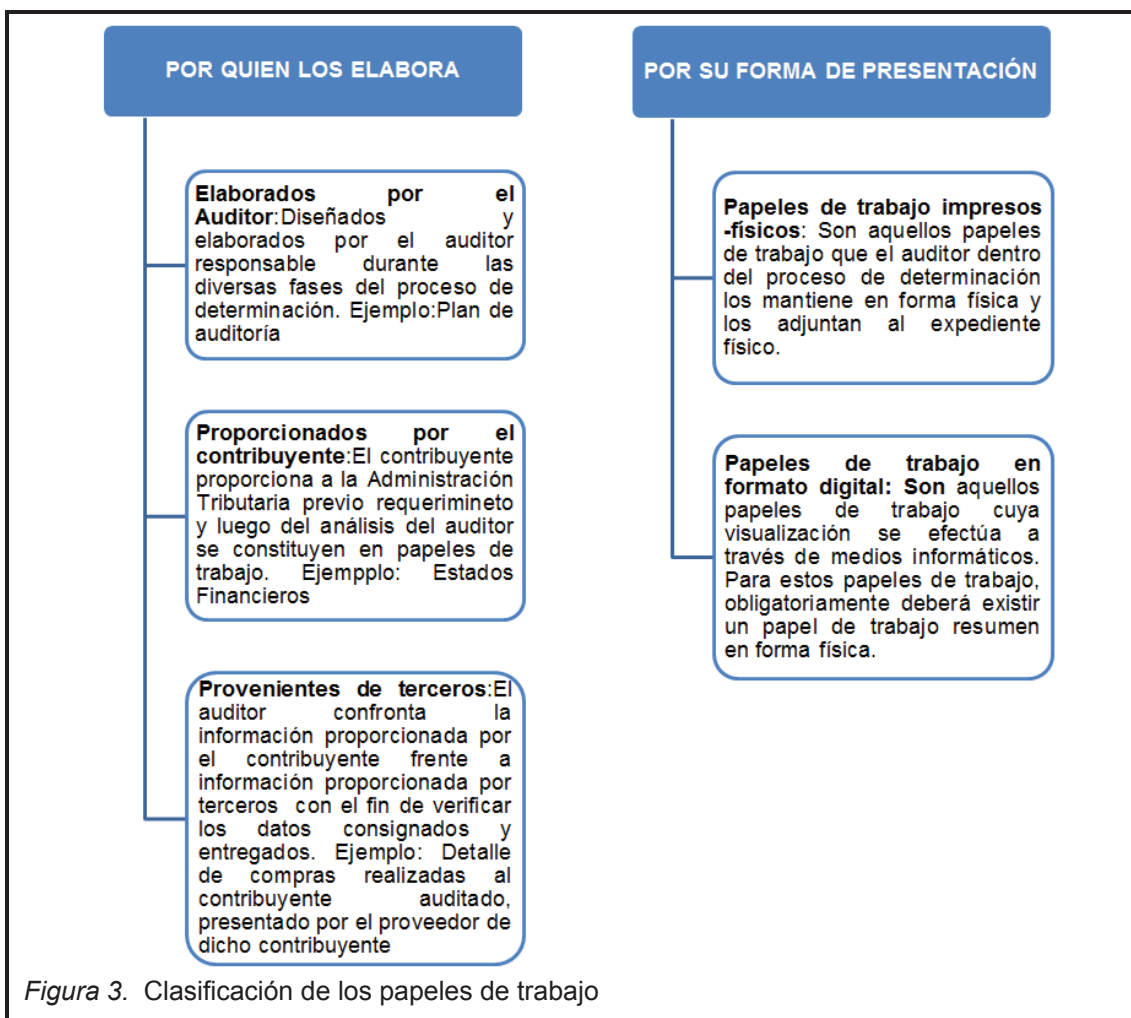 POR QUIEN LOS ELABORA
Elaborados por el
Auditor:Diseñados y
elaborados por el auditor
responsable durante las
diversas fases del proceso de
determinación. Ejemplo:Plan de
auditoría
Proporcionados por el
contribuyente:El contribuyente
proporciona a la Administración
Tributaria previo requerimineto
y luego del análisis del auditor
se constituyen en papeles de
trabajo. Ejempplo: Estados
Financieros
Provenientes de terceros:El
auditor confronta la
información proporcionada por
el contribuyente frente a
información proporcionada por
terceros con el fin de verificar
los datos consignados y
entregados. Ejemplo: Detalle
de compras realizadas al
contribuyente auditado,
presentado por el proveedor de
dicho contribuyente
POR SU FORMA DE PRESENTACIÓN
Papeles de trabajo impresos
-físicos: Son aquellos papeles
de trabajo que el auditor dentro
del proceso de determinación
los mantiene en forma física y
los adjuntan al expediente
físico.
Papeles de trabajo en
formato digital: Son aquellos
papeles de trabajo cuya
visualización se efectúa a
través de medios informáticos.
Para estos papeles de trabajo,
obligatoriamente deberá existir
un papel de trabajo resumen
en forma física.
Figura 3. Clasificación de los papeles de trabajo